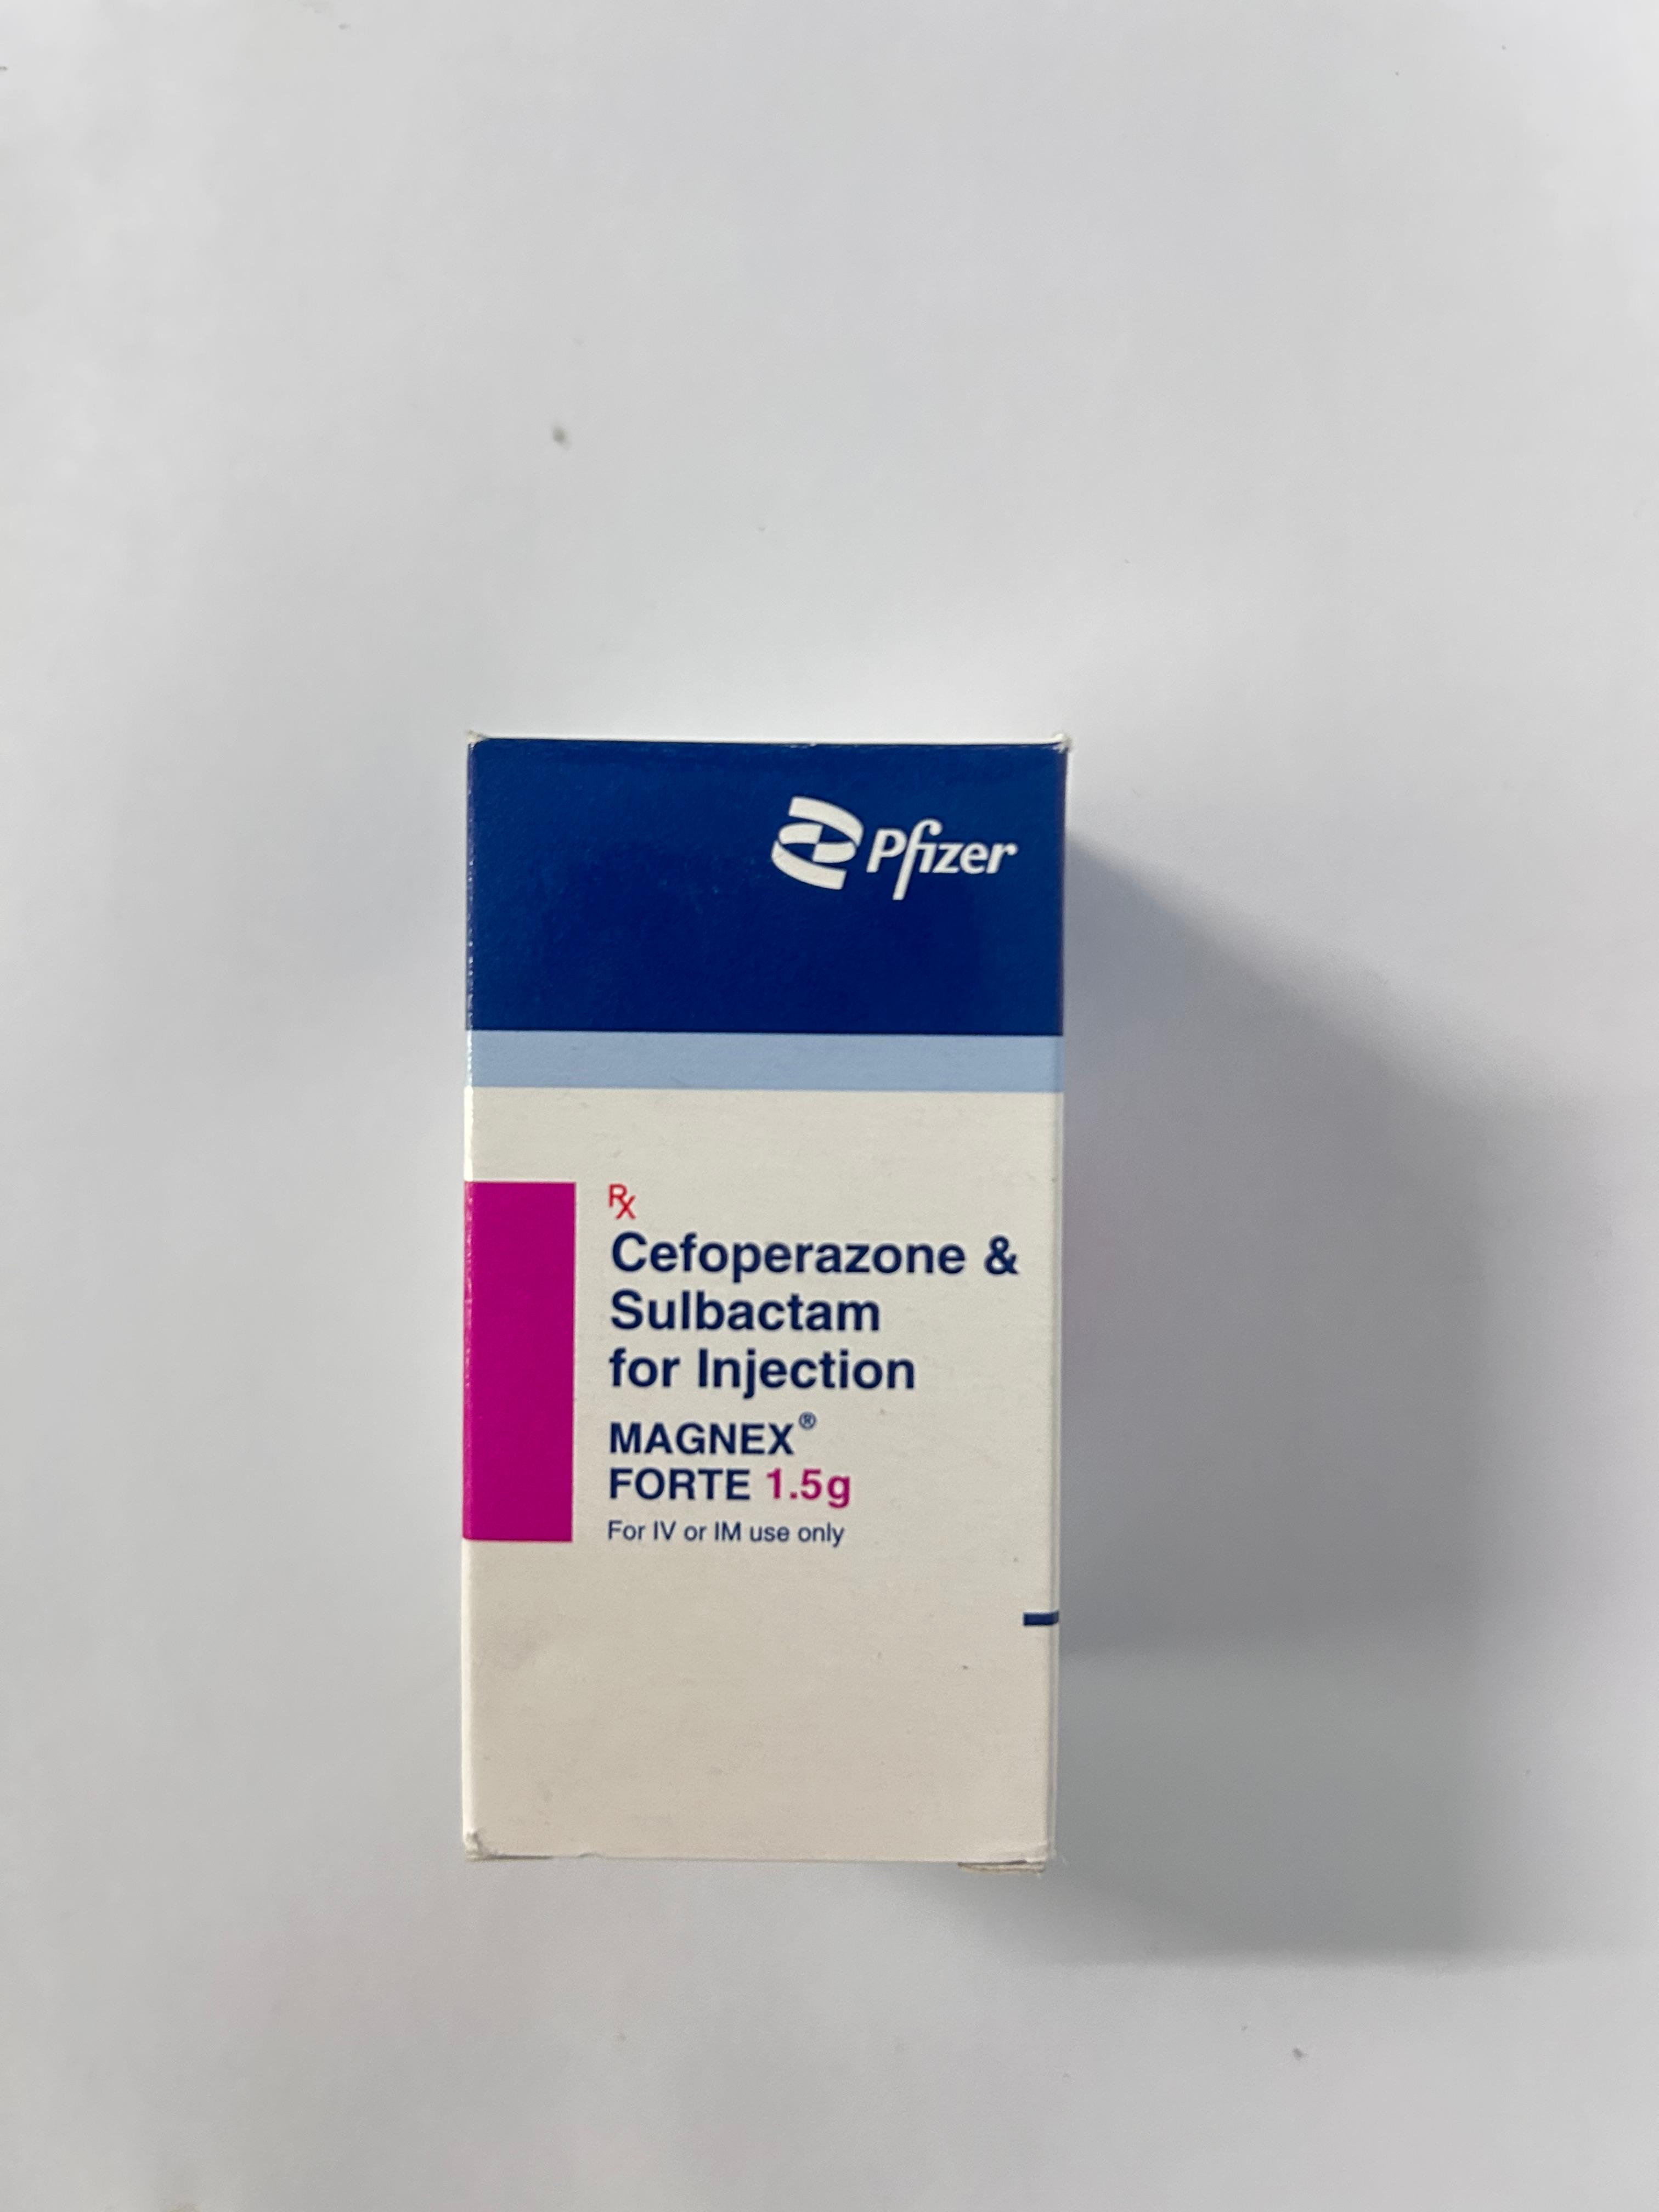 Pfizer
Rx
Cefoperazone &
Sulbactam
for Injection
MAGNEX®
FORTE 1.5g
For IV or IM use only